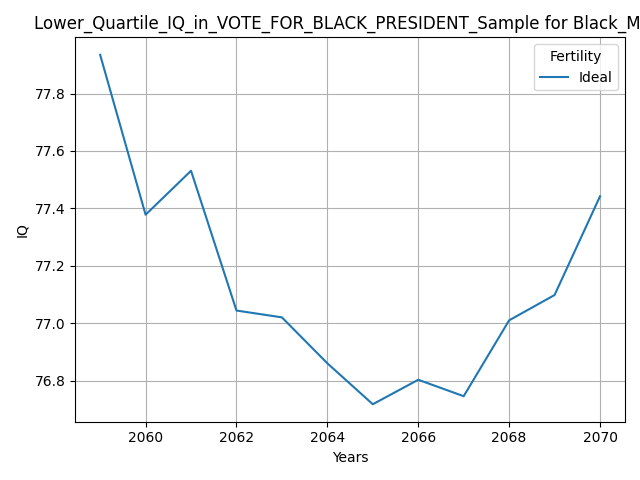 Lower_Quartile_IQ_in_VOTE_FOR_BLACK_PRESIDENT_Sample for Black_M
Fertility
Ideal
77.8
77.6
77.4
77.2
77.0
76.8
IQ
2060 2062 2064 2066 2068 2070
Years